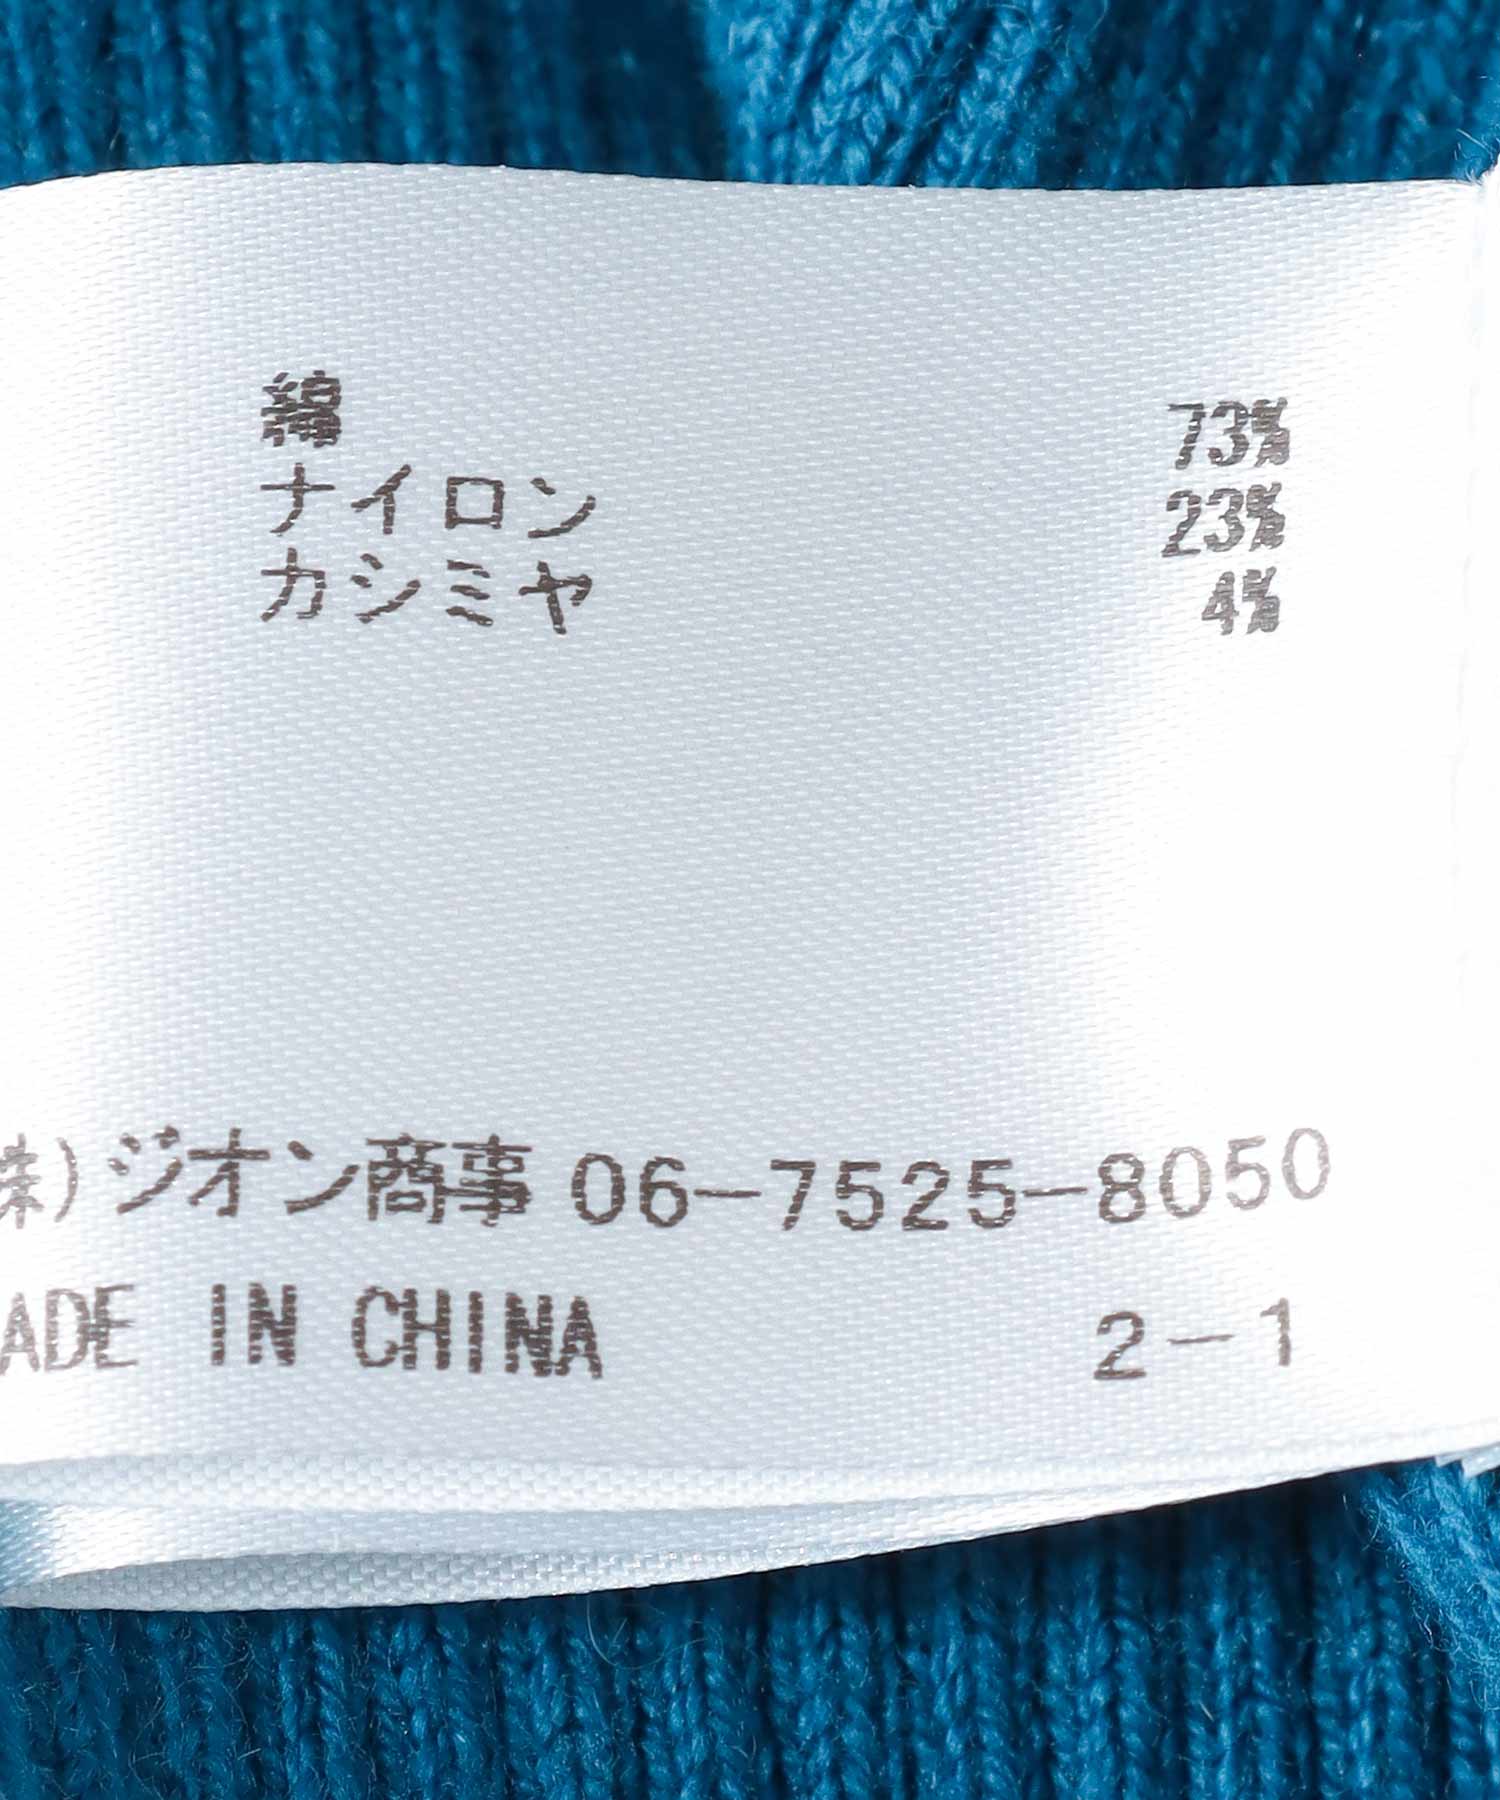 綿 73%
ナイロン 23%
カシミヤ 4%
株)ジオン商事 06-7525-8050
ADE IN CHINA 2-1